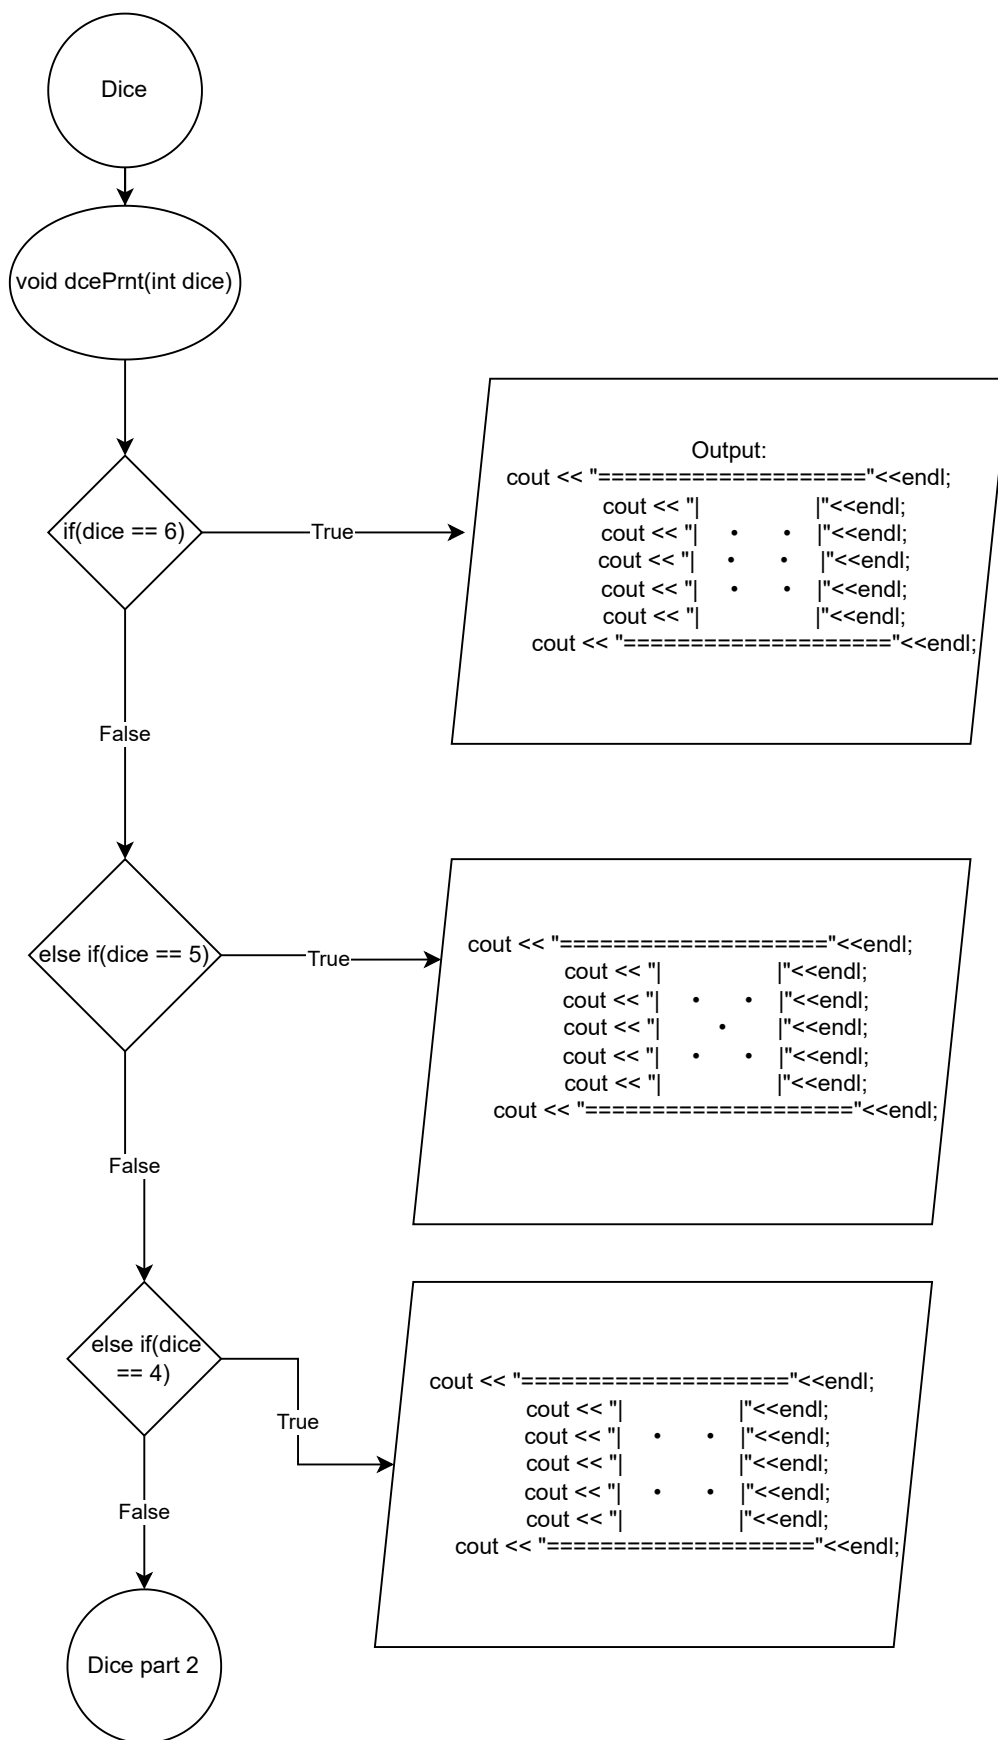 Dice
void dcePrnt(int dice)
if(dice == 6)
True
Output:
cout << "===================="<<endl;
cout << "|                   |"<<endl;
cout << "|     •       •     |"<<endl;
cout << "|     •       •     |"<<endl;
cout << "|     •       •     |"<<endl;
cout << "|                   |"<<endl;
cout << "===================="<<endl;
False
else if(dice == 5)
True
cout << "===================="<<endl;
cout << "|                   |"<<endl;
cout << "|     •       •     |"<<endl;
cout << "|         •         |"<<endl;
cout << "|     •       •     |"<<endl;
cout << "|                   |"<<endl;
cout << "===================="<<endl;
False
else if(dice
== 4)
True
cout << "===================="<<endl;
cout << "|                   |"<<endl;
cout << "|     •       •     |"<<endl;
cout << "|                   |"<<endl;
cout << "|     •       •     |"<<endl;
cout << "|                   |"<<endl;
cout << "===================="<<endl;
False
Dice part 2